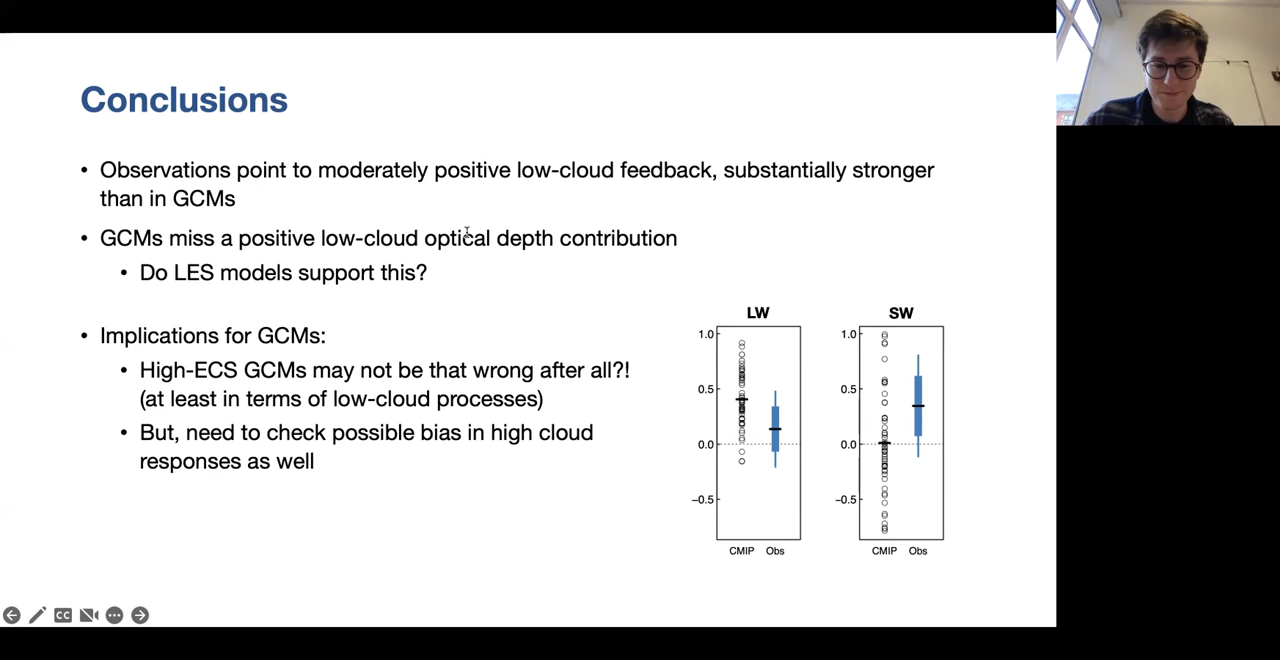 Conclusions
• Observations point to moderately positive low-cloud feedback, substantially stronger
than in GCMs
• GCMs miss a positive low-cloud optical depth contribution
• Do LES models support this?
• Implications for GCMs:
• High-ECS GCMs may not be that wrong after all?!
(at least in terms of low-cloud processes)
• But, need to check possible bias in high cloud
responses as well
LW
1.0
0.5
0.0
−0.5
CMIP Obs
SW
1.0
0.5
0.0
−0.5
CMIP Obs
CC